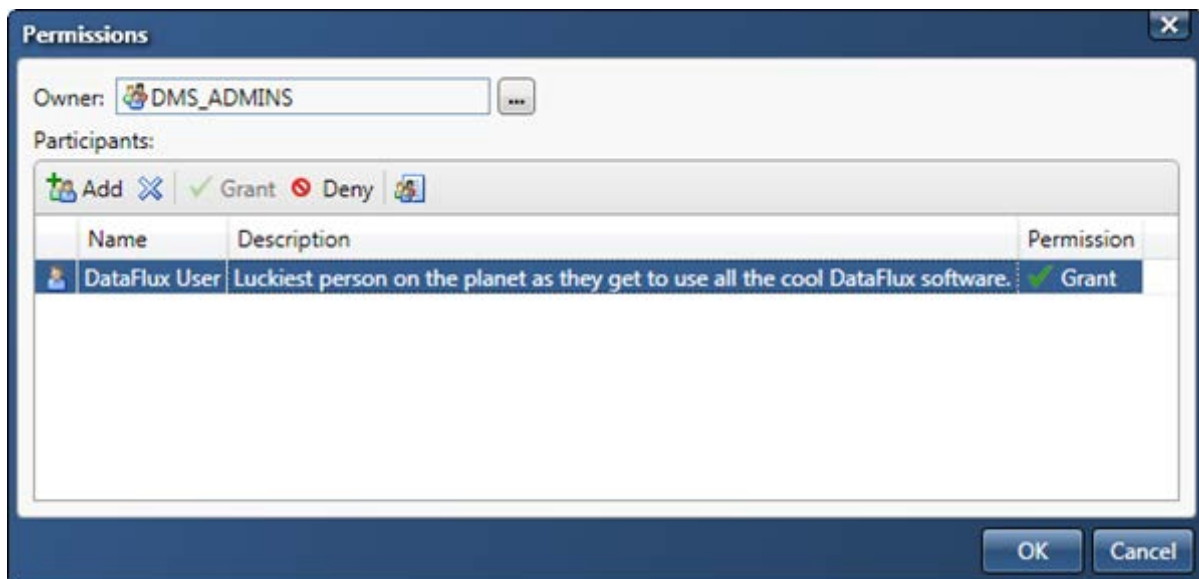 Permissions
Owner: DMS_ADMINS ...
Participants:
Add Grant Deny
Name Description Permission
DataFlux User Luckiest person on the planet as they get to use all the cool DataFlux software. Grant
OK Cancel